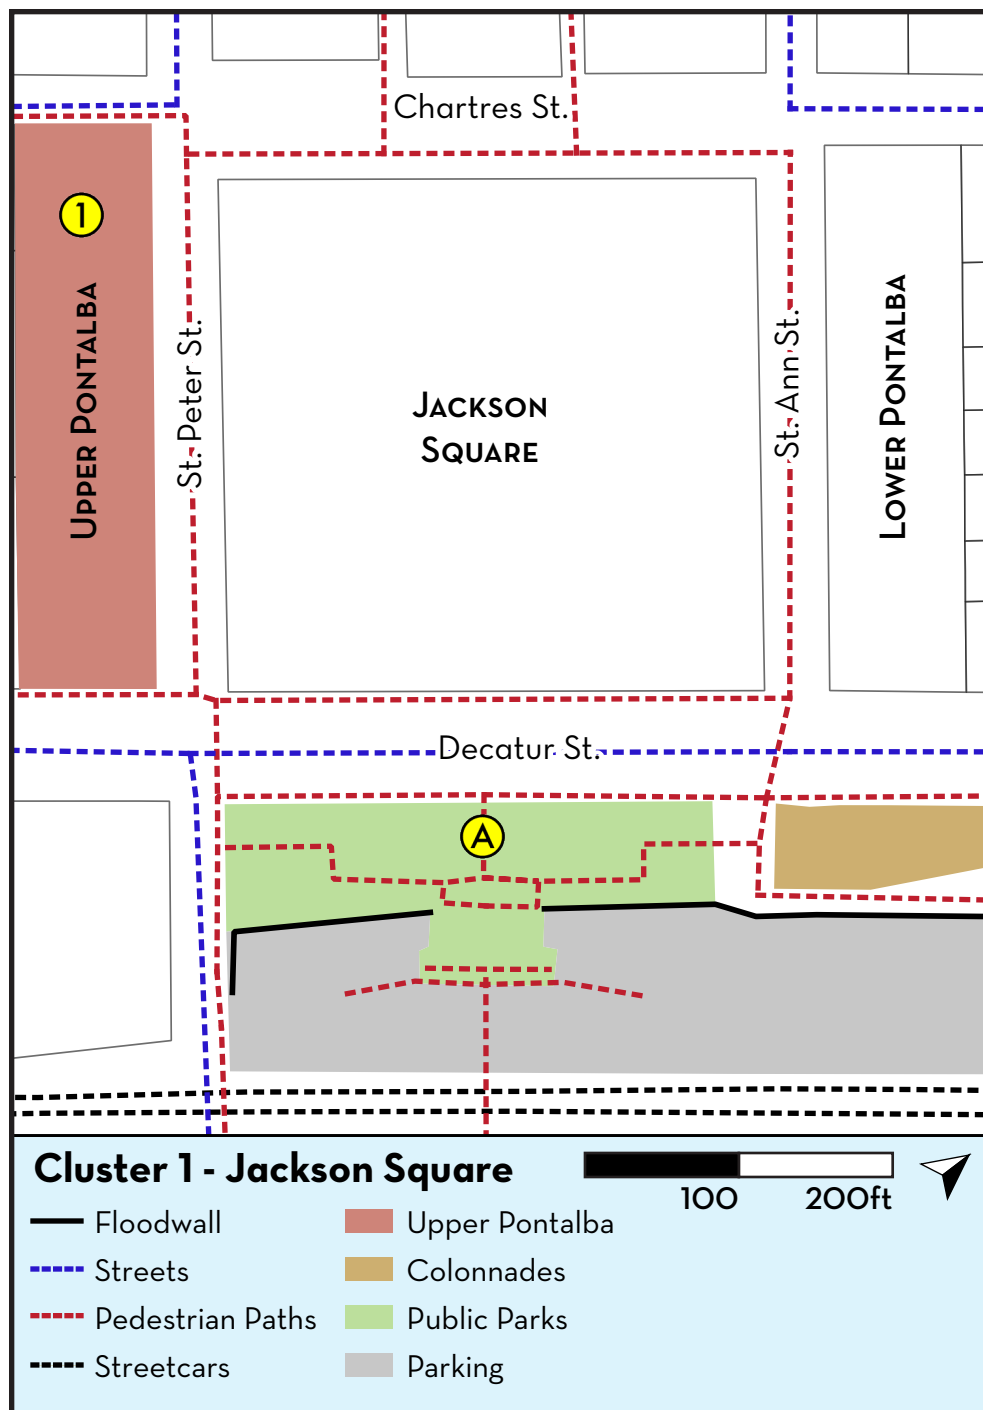 Chartres St.
1
UPPER PONTALBA
St. Peter St.
JACKSON
SQUARE
St. Ann St.
LOWER PONTALBA
Decatur St.
A
Cluster 1 - Jackson Square
100 200ft
Floodwall
Streets
Pedestrian Paths
Streetcars
Upper Pontalba
Colonnades
Public Parks
Parking